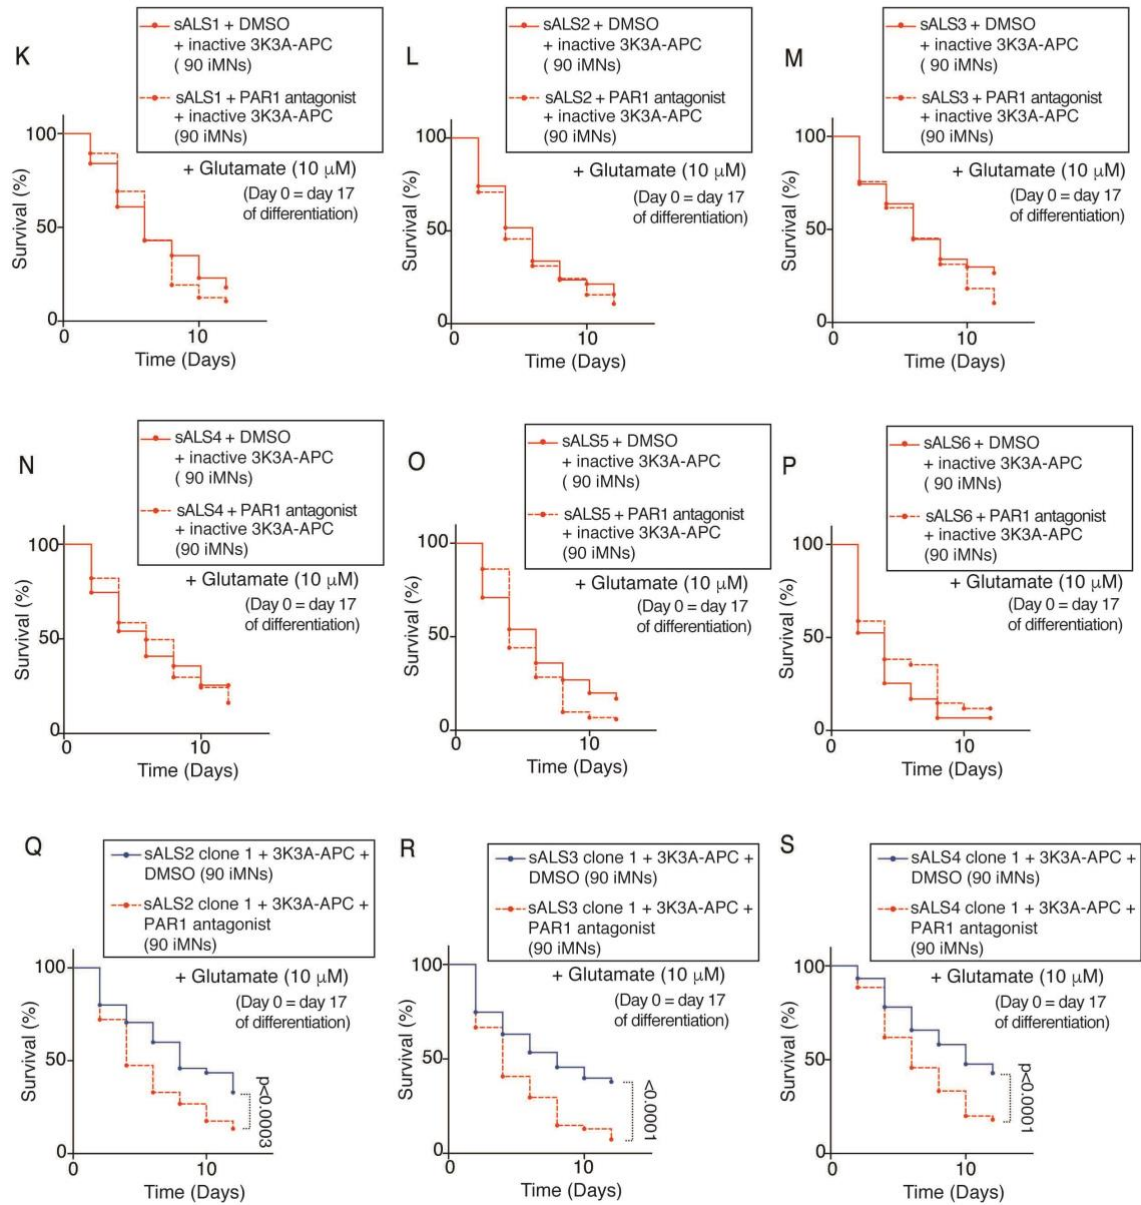 K
sALS1 + DMSO
+ inactive 3K3A-APC
( 90 iMNs)
sALS1 + PAR1 antagonist
+ inactive 3K3A-APC
(90 iMNs)
+ Glutamate (10 μM)
(Day 0 = day 17
of differentiation)
Survival (%)
100
50
0
0
10
Time (Days)
L
sALS2 + DMSO
+ inactive 3K3A-APC
( 90 iMNs)
sALS2 + PAR1 antagonist
+ inactive 3K3A-APC
(90 iMNs)
+ Glutamate (10 μM)
(Day 0 = day 17
of differentiation)
Survival (%)
100
50
0
0
10
Time (Days)
M
sALS3 + DMSO
+ inactive 3K3A-APC
( 90 iMNs)
sALS3 + PAR1 antagonist
+ inactive 3K3A-APC
(90 iMNs)
+ Glutamate (10 μM)
(Day 0 = day 17
of differentiation)
Survival (%)
100
50
0
0
10
Time (Days)
N
sALS4 + DMSO
+ inactive 3K3A-APC
( 90 iMNs)
sALS4 + PAR1 antagonist
+ inactive 3K3A-APC
(90 iMNs)
+ Glutamate (10 μM)
(Day 0 = day 17
of differentiation)
Survival (%)
100
50
0
0
10
Time (Days)
O
sALS5 + DMSO
+ inactive 3K3A-APC
( 90 iMNs)
sALS5 + PAR1 antagonist
+ inactive 3K3A-APC
(90 iMNs)
+ Glutamate (10 μM)
(Day 0 = day 17
of differentiation)
Survival (%)
100
50
0
0
10
Time (Days)
P
sALS6 + DMSO
+ inactive 3K3A-APC
( 90 iMNs)
sALS6 + PAR1 antagonist
+ inactive 3K3A-APC
(90 iMNs)
+ Glutamate (10 μM)
(Day 0 = day 17
of differentiation)
Survival (%)
100
50
0
0
10
Time (Days)
Q
sALS2 clone 1 + 3K3A-APC +
DMSO (90 iMNs)
sALS2 clone 1 + 3K3A-APC +
PAR1 antagonist
(90 iMNs)
+ Glutamate (10 μM)
(Day 0 = day 17
of differentiation)
Survival (%)
100
50
0
p<0.0003
0
10
Time (Days)
R
sALS3 clone 1 + 3K3A-APC +
DMSO (90 iMNs)
sALS3 clone 1 + 3K3A-APC +
PAR1 antagonist
(90 iMNs)
+ Glutamate (10 μM)
(Day 0 = day 17
of differentiation)
Survival (%)
100
50
0
<0.0001
0
10
Time (Days)
S
sALS4 clone 1 + 3K3A-APC +
DMSO (90 iMNs)
sALS4 clone 1 + 3K3A-APC +
PAR1 antagonist
(90 iMNs)
+ Glutamate (10 μM)
(Day 0 = day 17
of differentiation)
Survival (%)
100
50
0
p<0.0001
0
10
Time (Days)